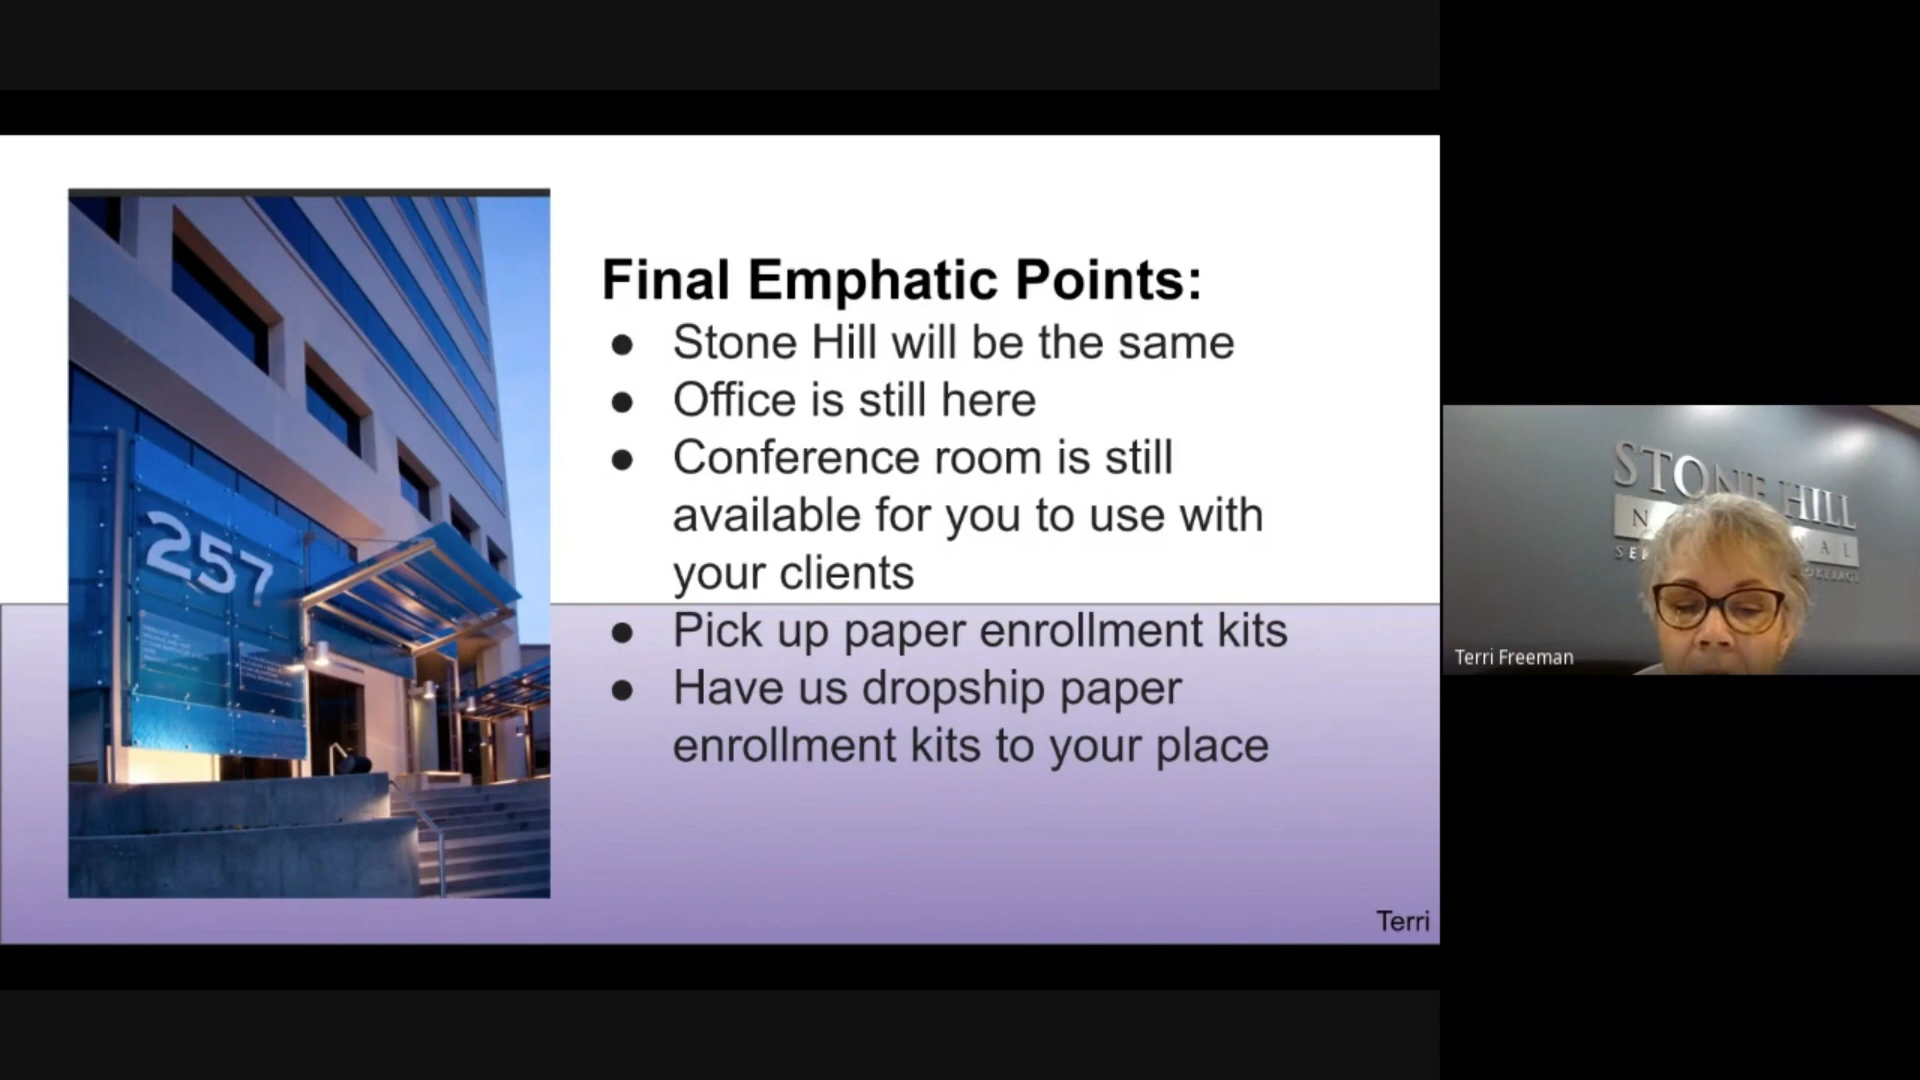 Final Emphatic Points:
● Stone Hill will be the same
● Office is still here
● Conference room is still
available for you to use with
your clients
● Pick up paper enrollment kits
● Have us dropship paper
enrollment kits to your place
Terri
257
STONE HILL
Terri Freeman